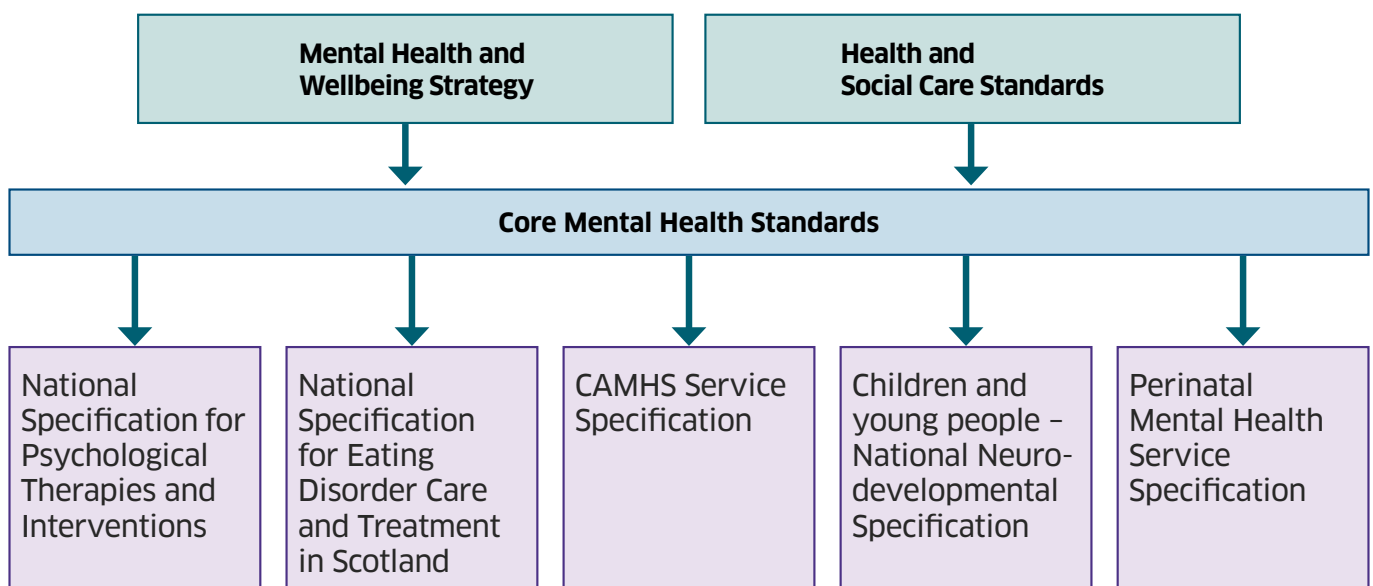 Mental Health and
Wellbeing Strategy
Health and
Social Care Standards
Core Mental Health Standards
National
Specification for
Psychological
Therapies and
Interventions
National
Specification
for Eating
Disorder Care
and Treatment
in Scotland
CAMHS Service
Specification
Children and
young people –
National Neuro-
developmental
Specification
Perinatal
Mental Health
Service
Specification